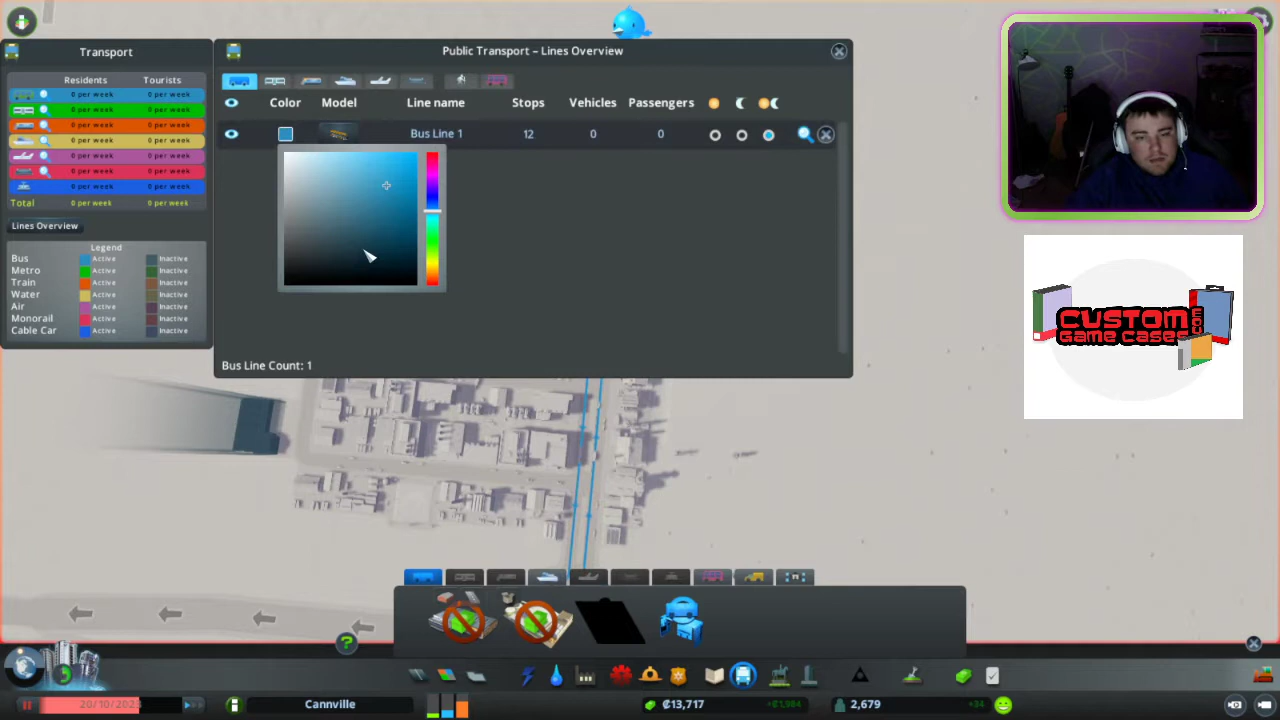 Transport
Residents Tourists
0 per week 0 per week
0 per week 0 per week
0 per week 0 per week
0 per week 0 per week
0 per week 0 per week
0 per week 0 per week
0 per week 0 per week
Total 0 per week 0 per week
Lines Overview
Legend
Bus Active Inactive
Metro Active Inactive
Train Active Inactive
Water Active Inactive
Air Active Inactive
Monorail Active Inactive
Cable Car Active Inactive
Public Transport – Lines Overview
Color Model Line name Stops Vehicles Passengers
Bus Line 1 12 0 0
Bus Line Count: 1
CUSTOM
GAME CASES
.COM
?
Cannville
₡13,717
2,679
+34